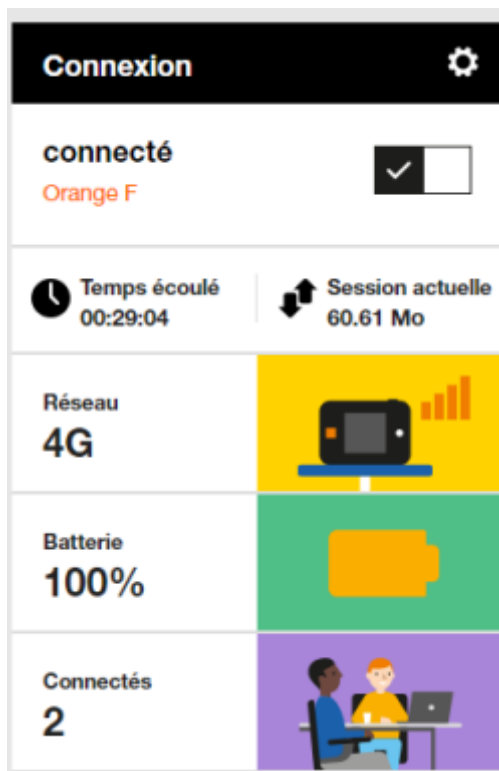 Connexion
connecté
Orange F
Temps écoulé
00:29:04
Session actuelle
60.61 Mo
Réseau
4G
Batterie
100%
Connectés
2